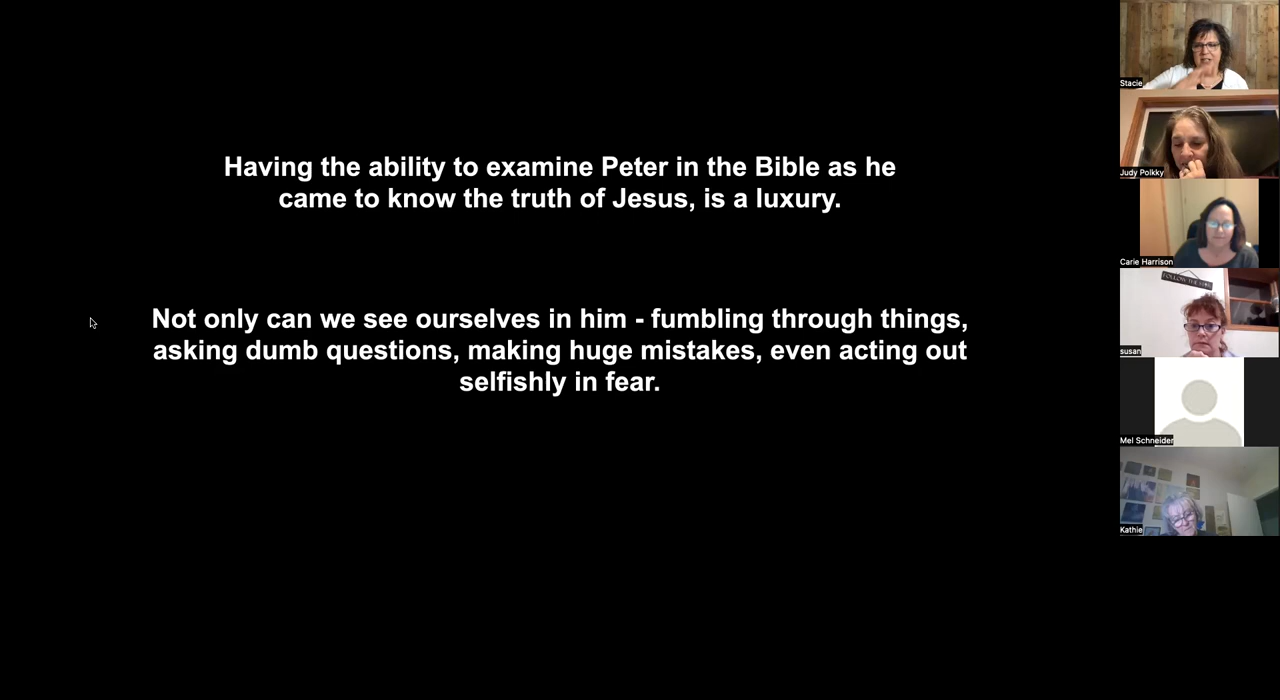 Having the ability to examine Peter in the Bible as he
came to know the truth of Jesus, is a luxury.
Not only can we see ourselves in him - fumbling through things,
asking dumb questions, making huge mistakes, even acting out
selfishly in fear.
Stacie
Judy Polkky
Carie Harrison
FOLLOW THE
susan
Mel Schneider
Kathie